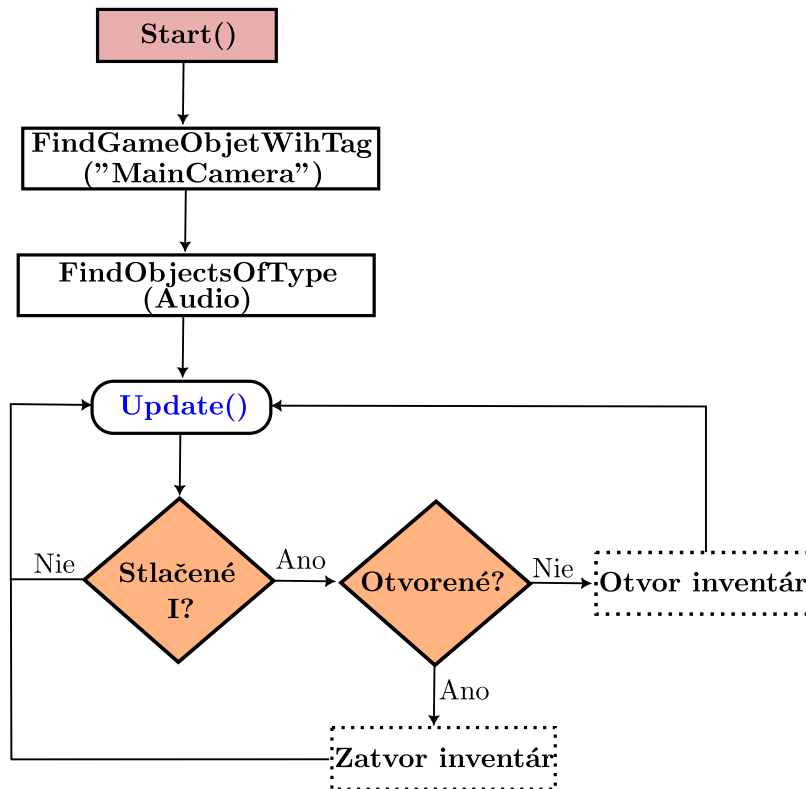 Start()
FindGameObjetWihTag
("MainCamera")
FindObjectsOfType
(Audio)
Update()
Nie
Stlačené
I?
Ano
Otvorené?
Nie
Otvor inventár
Ano
Zatvor inventár